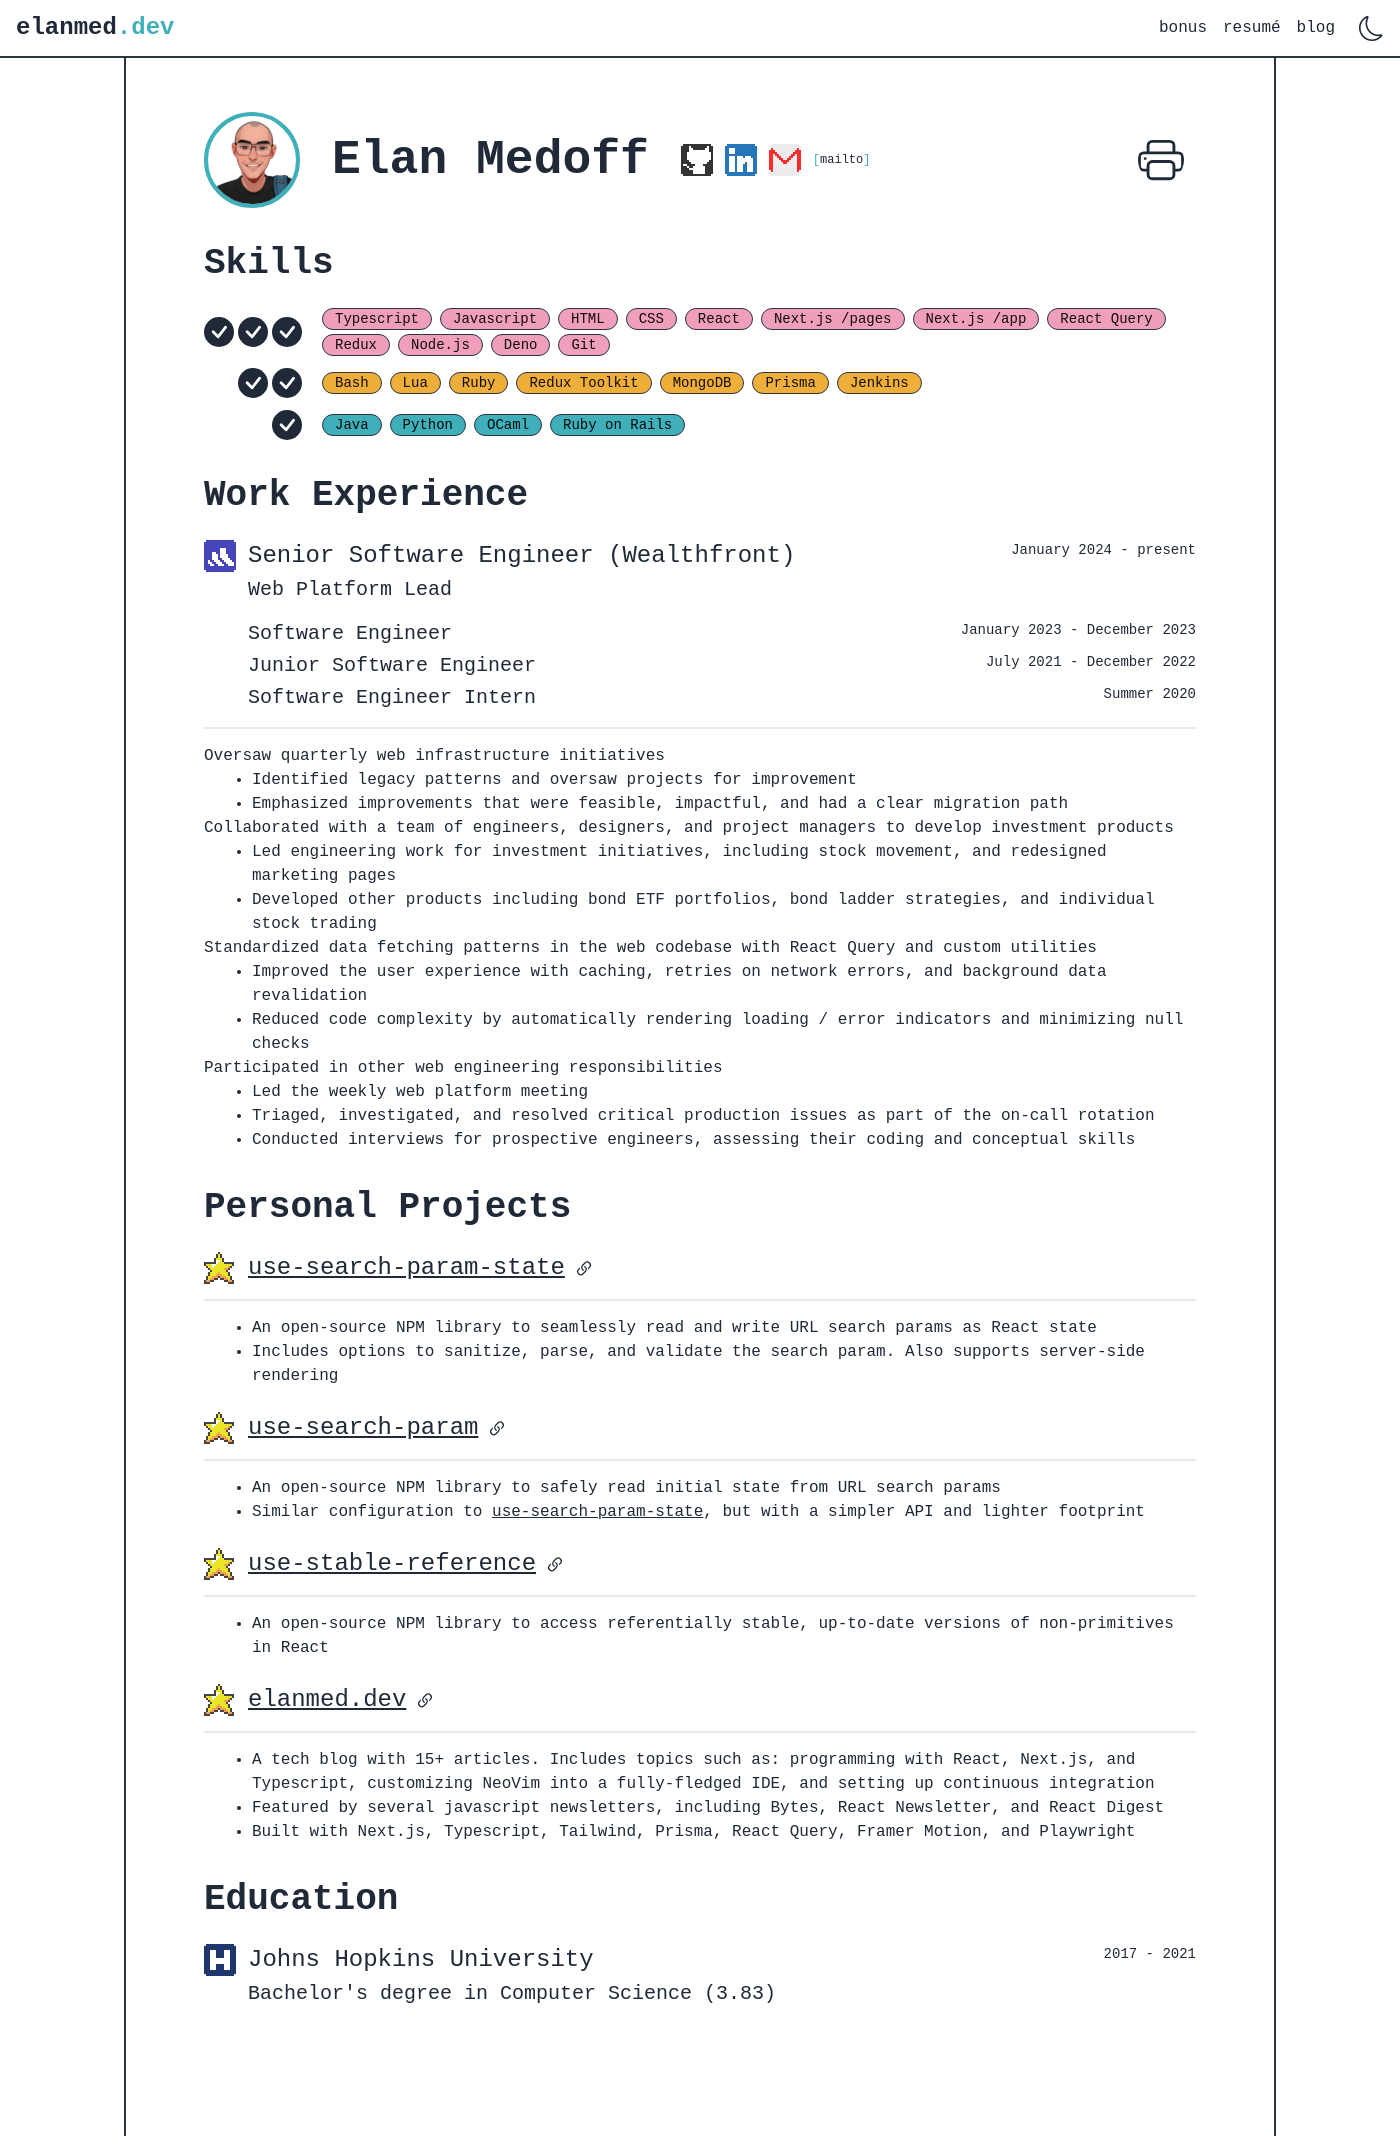 elanmed.dev
bonus resumé blog
Elan Medoff [mailto]
Skills
Typescript Javascript HTML CSS React Next.js /pages Next.js /app React Query
Redux Node.js Deno Git
Bash Lua Ruby Redux Toolkit MongoDB Prisma Jenkins
Java Python OCaml Ruby on Rails
Work Experience
Senior Software Engineer (Wealthfront) January 2024 - present
Web Platform Lead
Software Engineer January 2023 - December 2023
Junior Software Engineer July 2021 - December 2022
Software Engineer Intern Summer 2020
Oversaw quarterly web infrastructure initiatives
• Identified legacy patterns and oversaw projects for improvement
• Emphasized improvements that were feasible, impactful, and had a clear migration path
Collaborated with a team of engineers, designers, and project managers to develop investment products
• Led engineering work for investment initiatives, including stock movement, and redesigned
marketing pages
• Developed other products including bond ETF portfolios, bond ladder strategies, and individual
stock trading
Standardized data fetching patterns in the web codebase with React Query and custom utilities
• Improved the user experience with caching, retries on network errors, and background data
revalidation
• Reduced code complexity by automatically rendering loading / error indicators and minimizing null
checks
Participated in other web engineering responsibilities
• Led the weekly web platform meeting
• Triaged, investigated, and resolved critical production issues as part of the on-call rotation
• Conducted interviews for prospective engineers, assessing their coding and conceptual skills
Personal Projects
use-search-param-state
• An open-source NPM library to seamlessly read and write URL search params as React state
• Includes options to sanitize, parse, and validate the search param. Also supports server-side
rendering
use-search-param
• An open-source NPM library to safely read initial state from URL search params
• Similar configuration to use-search-param-state, but with a simpler API and lighter footprint
use-stable-reference
• An open-source NPM library to access referentially stable, up-to-date versions of non-primitives
in React
elanmed.dev
• A tech blog with 15+ articles. Includes topics such as: programming with React, Next.js, and
Typescript, customizing NeoVim into a fully-fledged IDE, and setting up continuous integration
• Featured by several javascript newsletters, including Bytes, React Newsletter, and React Digest
• Built with Next.js, Typescript, Tailwind, Prisma, React Query, Framer Motion, and Playwright
Education
Johns Hopkins University 2017 - 2021
Bachelor's degree in Computer Science (3.83)